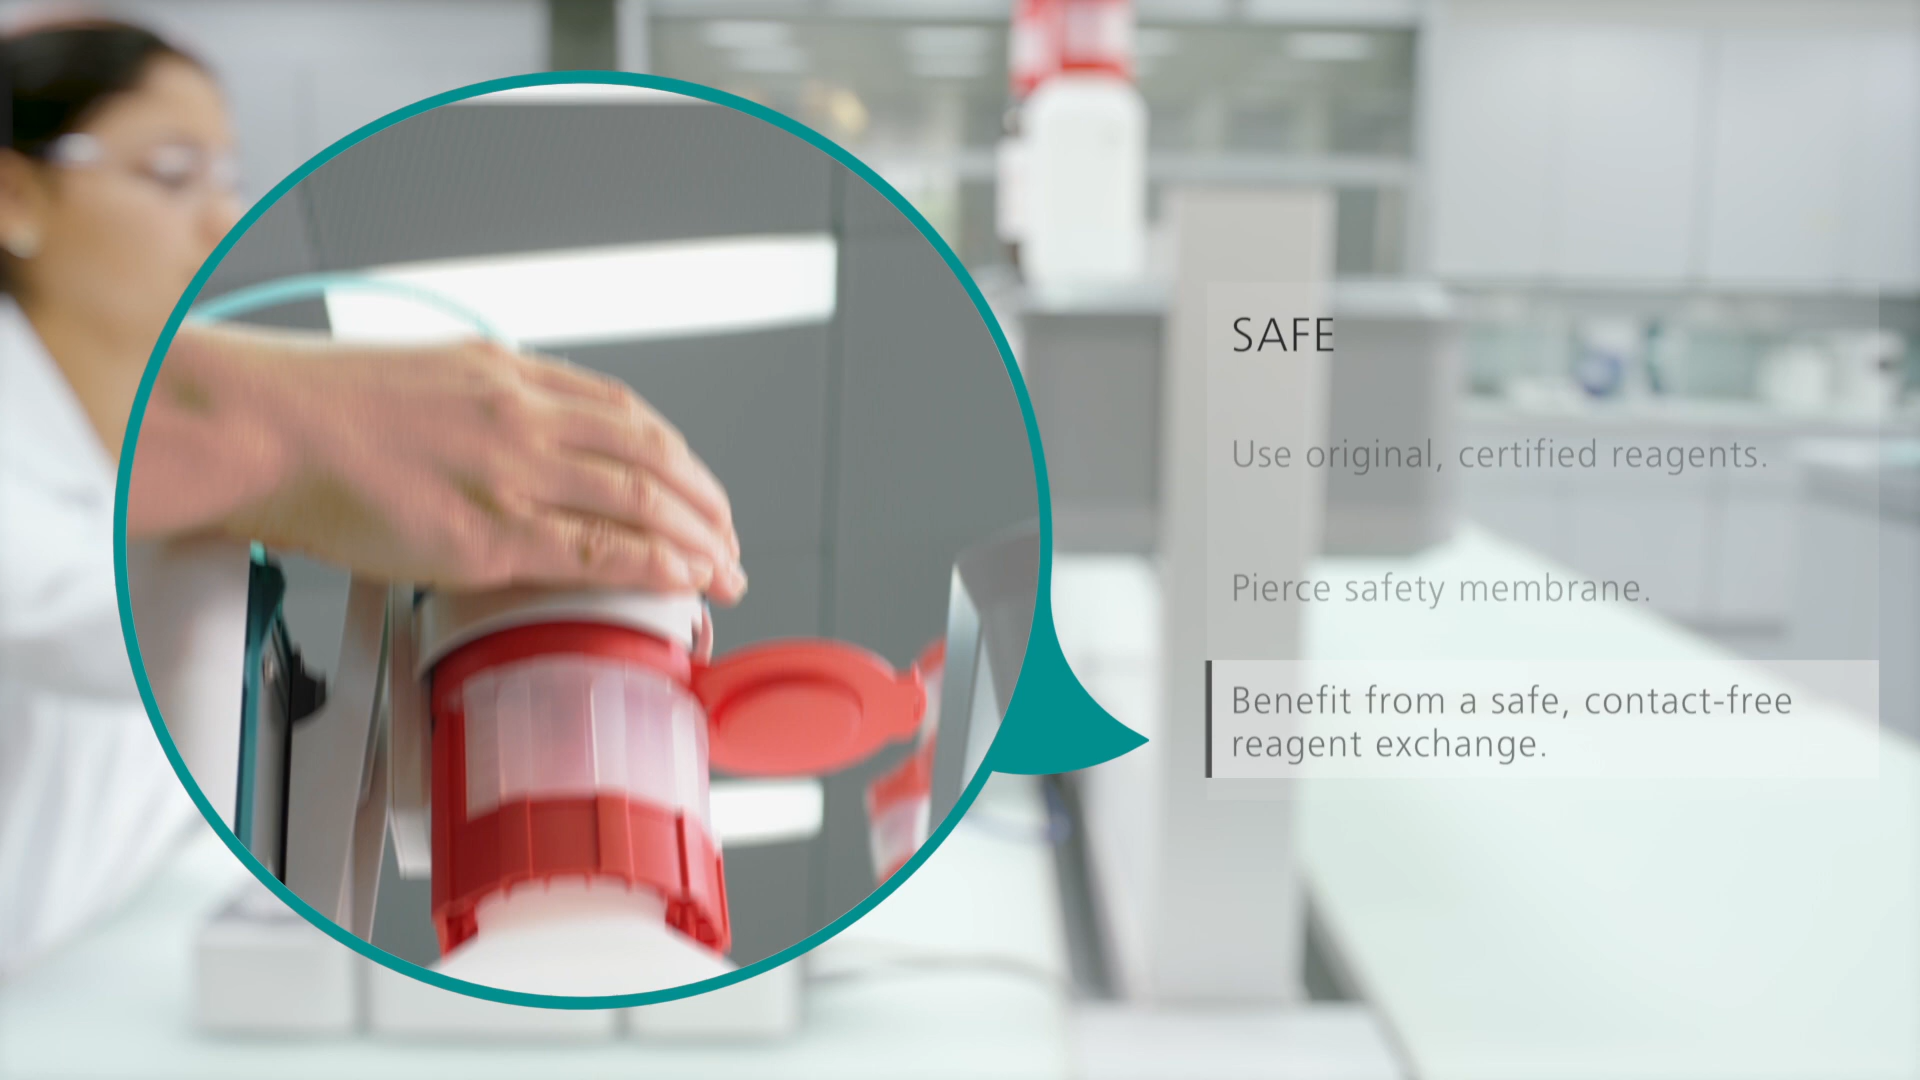 SAFE
Use original, certified reagents.
Pierce safety membrane.
Benefit from a safe, contact-free
reagent exchange.